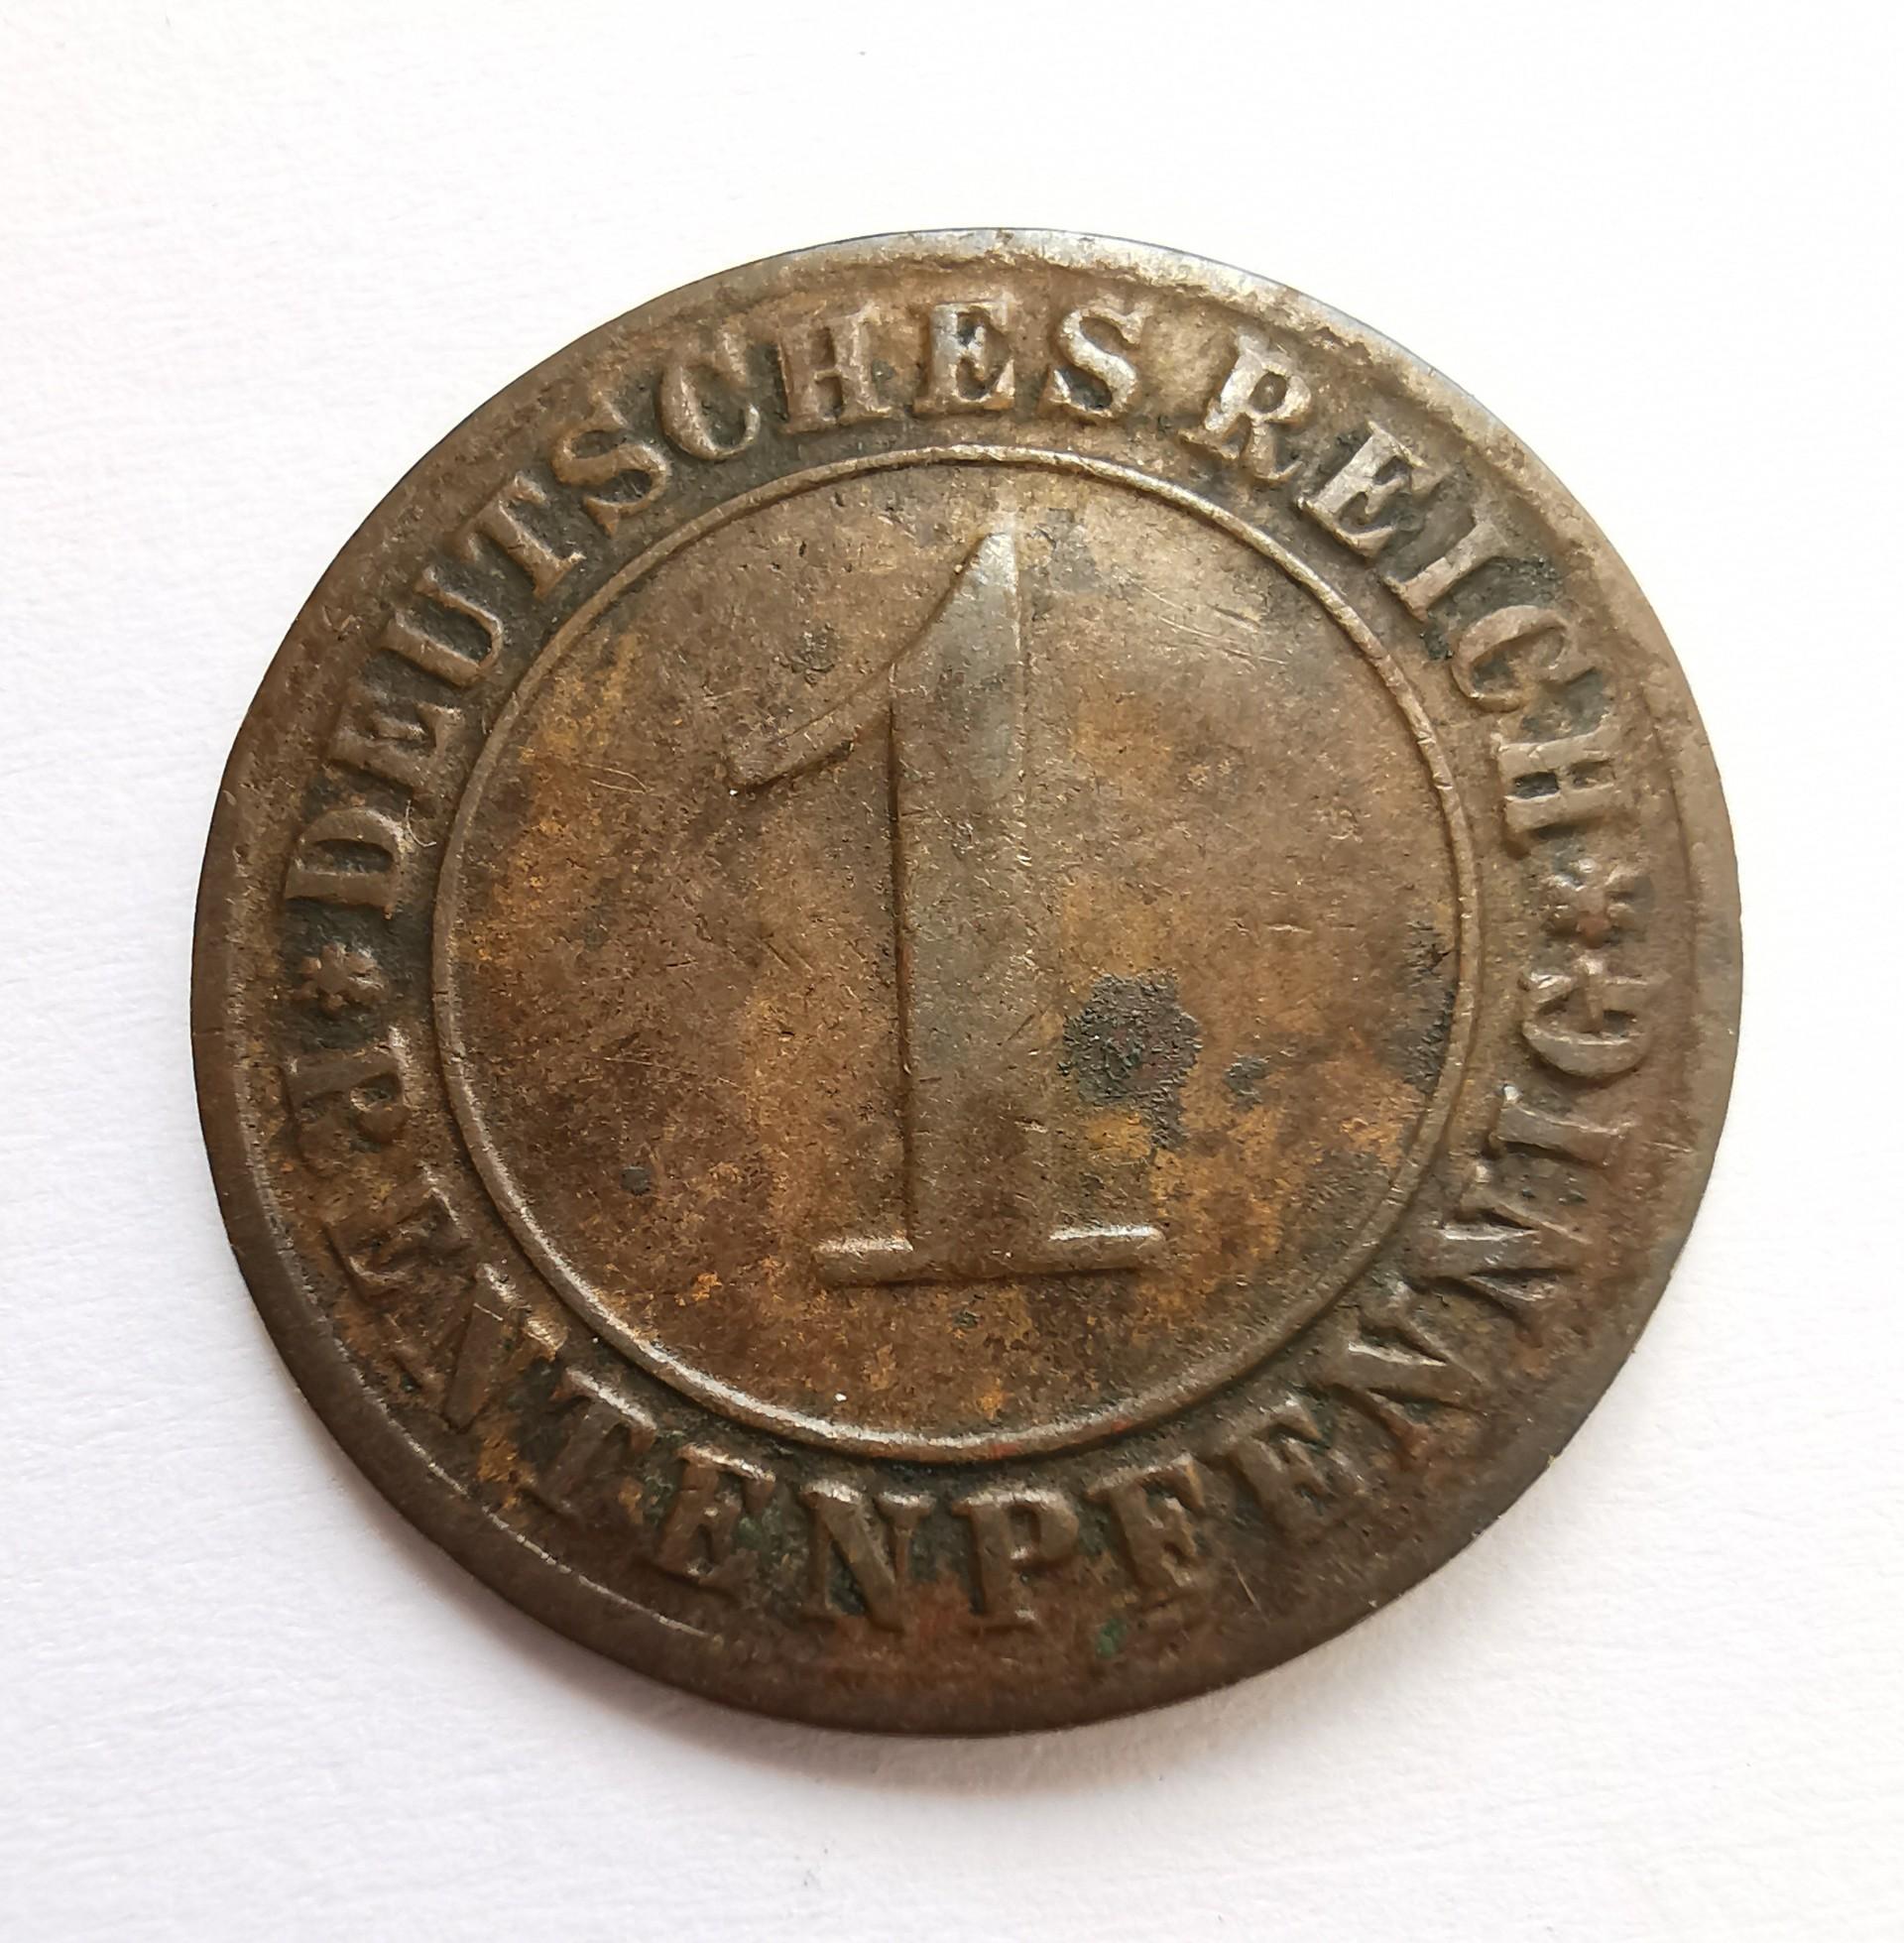 DEUTSCHES REICH
1
RENTENPFENNIG